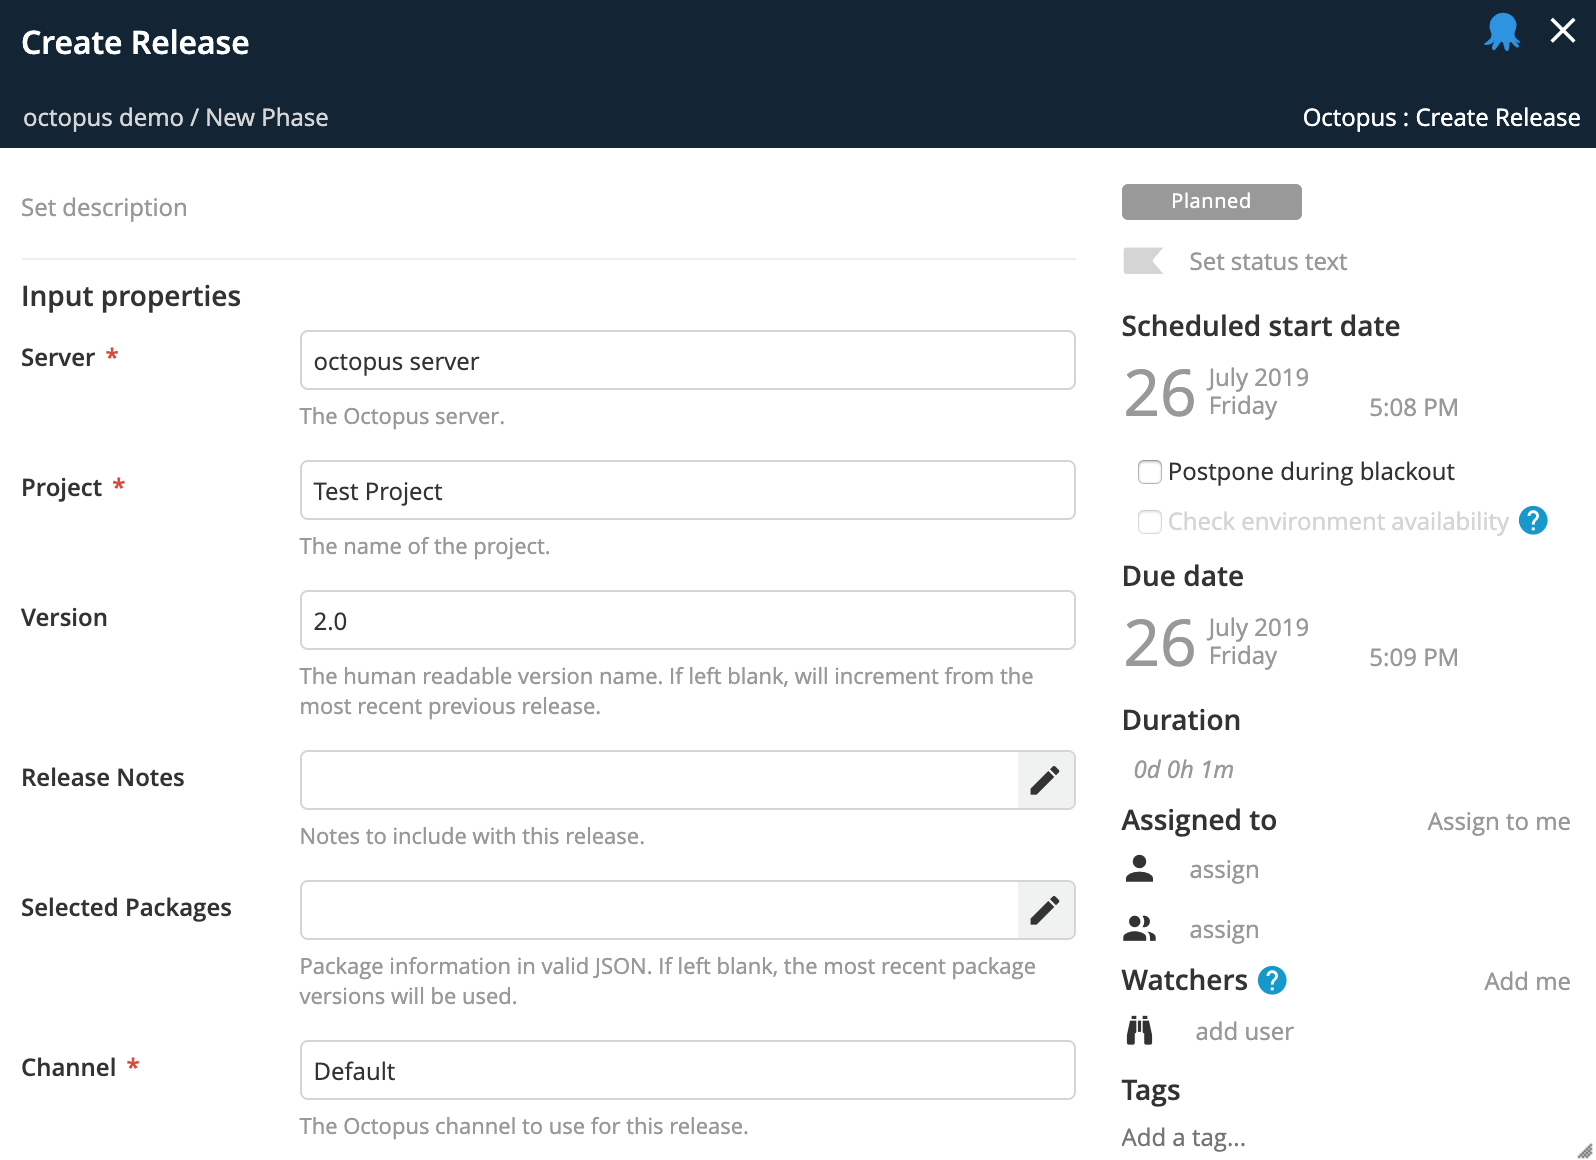 Create Release
octopus demo / New Phase
Octopus : Create Release
Set description
Input properties
Server *
octopus server
The Octopus server.
Project *
Test Project
The name of the project.
Version
2.0
The human readable version name. If left blank, will increment from the
most recent previous release.
Release Notes
Notes to include with this release.
Selected Packages
Package information in valid JSON. If left blank, the most recent package
versions will be used.
Channel *
Default
The Octopus channel to use for this release.
Planned
Set status text
Scheduled start date
26
July 2019
Friday
5:08 PM
Postpone during blackout
Check environment availability ?
Due date
26
July 2019
Friday
5:09 PM
Duration
0d 0h 1m
Assigned to
Assign to me
assign
assign
Watchers ?
Add me
add user
Tags
Add a tag...